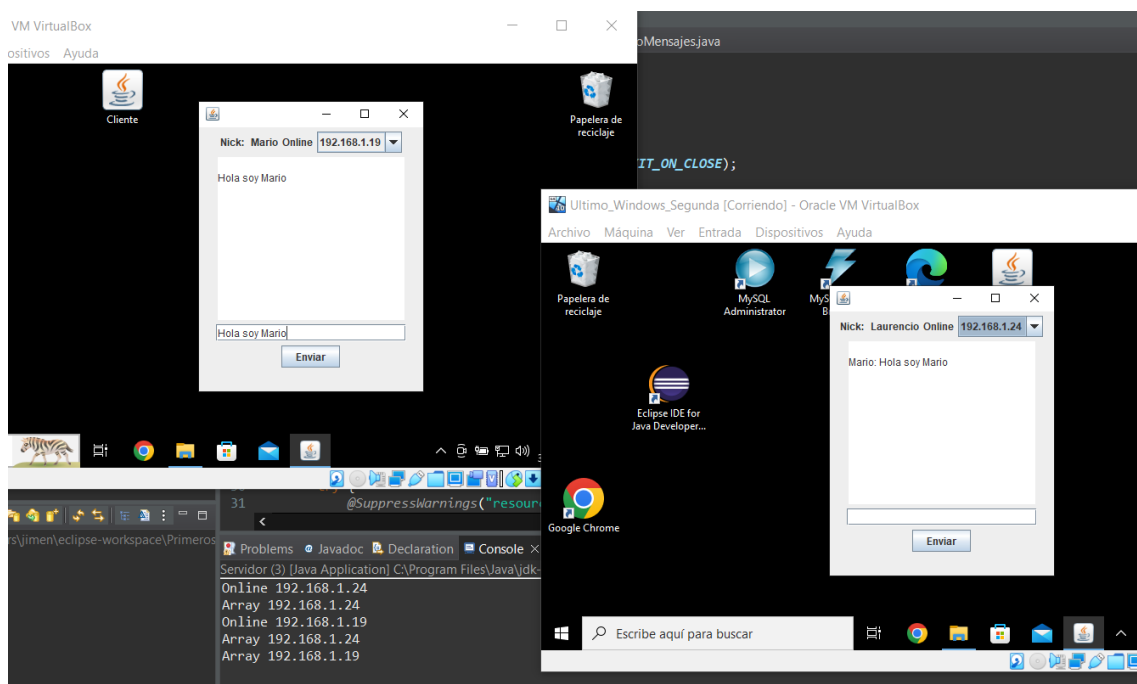 VM VirtualBox
ositivos Ayuda
oMensajes.java
Cliente
Papelera de
reciclaje
Nick: Mario Online 192.168.1.19
Hola soy Mario
Hola soy Mario
Enviar
IT_ON_CLOSE);
Ultimo_Windows_Segunda [Corriendo] - Oracle VM VirtualBox
Archivo Máquina Ver Entrada Dispositivos Ayuda
Papelera de
reciclaje
MySQL
Administrator
MyS
B
Nick: Laurencio Online 192.168.1.24
Mario: Hola soy Mario
Enviar
Eclipse IDE for
Java Developer...
Google Chrome
Escribe aquí para buscar
31 @SuppressWarnings("resour
rs\jimen\eclipse-workspace\Primeros
Problems Javadoc Declaration Console
Servidor (3) [Java Application] C:\Program Files\Java\jdk-
Online 192.168.1.24
Array 192.168.1.24
Online 192.168.1.19
Array 192.168.1.24
Array 192.168.1.19